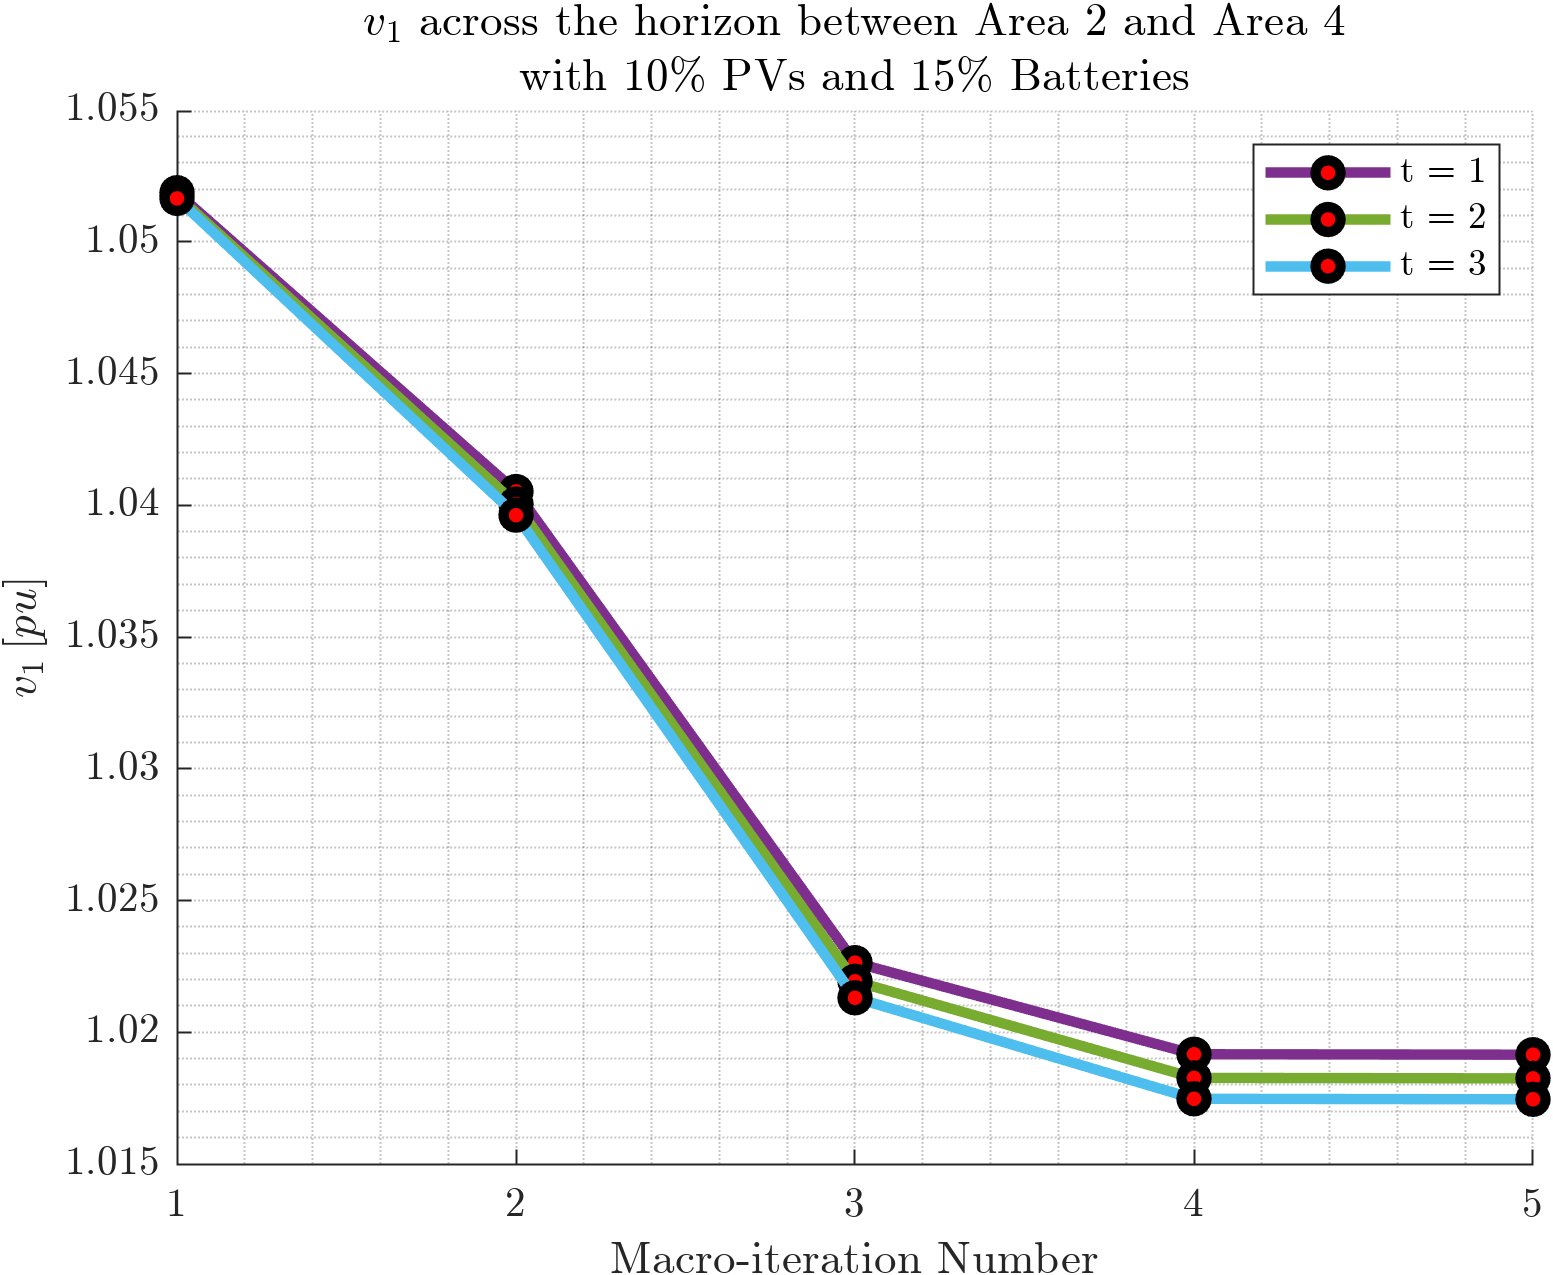 v₁ across the horizon between Area 2 and Area 4
with 10% PVs and 15% Batteries
1.055
1.05
1.045
1.04
1.035
1.03
1.025
1.02
1.015
v₁ [pu]
t = 1
t = 2
t = 3
1 2 3 4 5
Macro-iteration Number